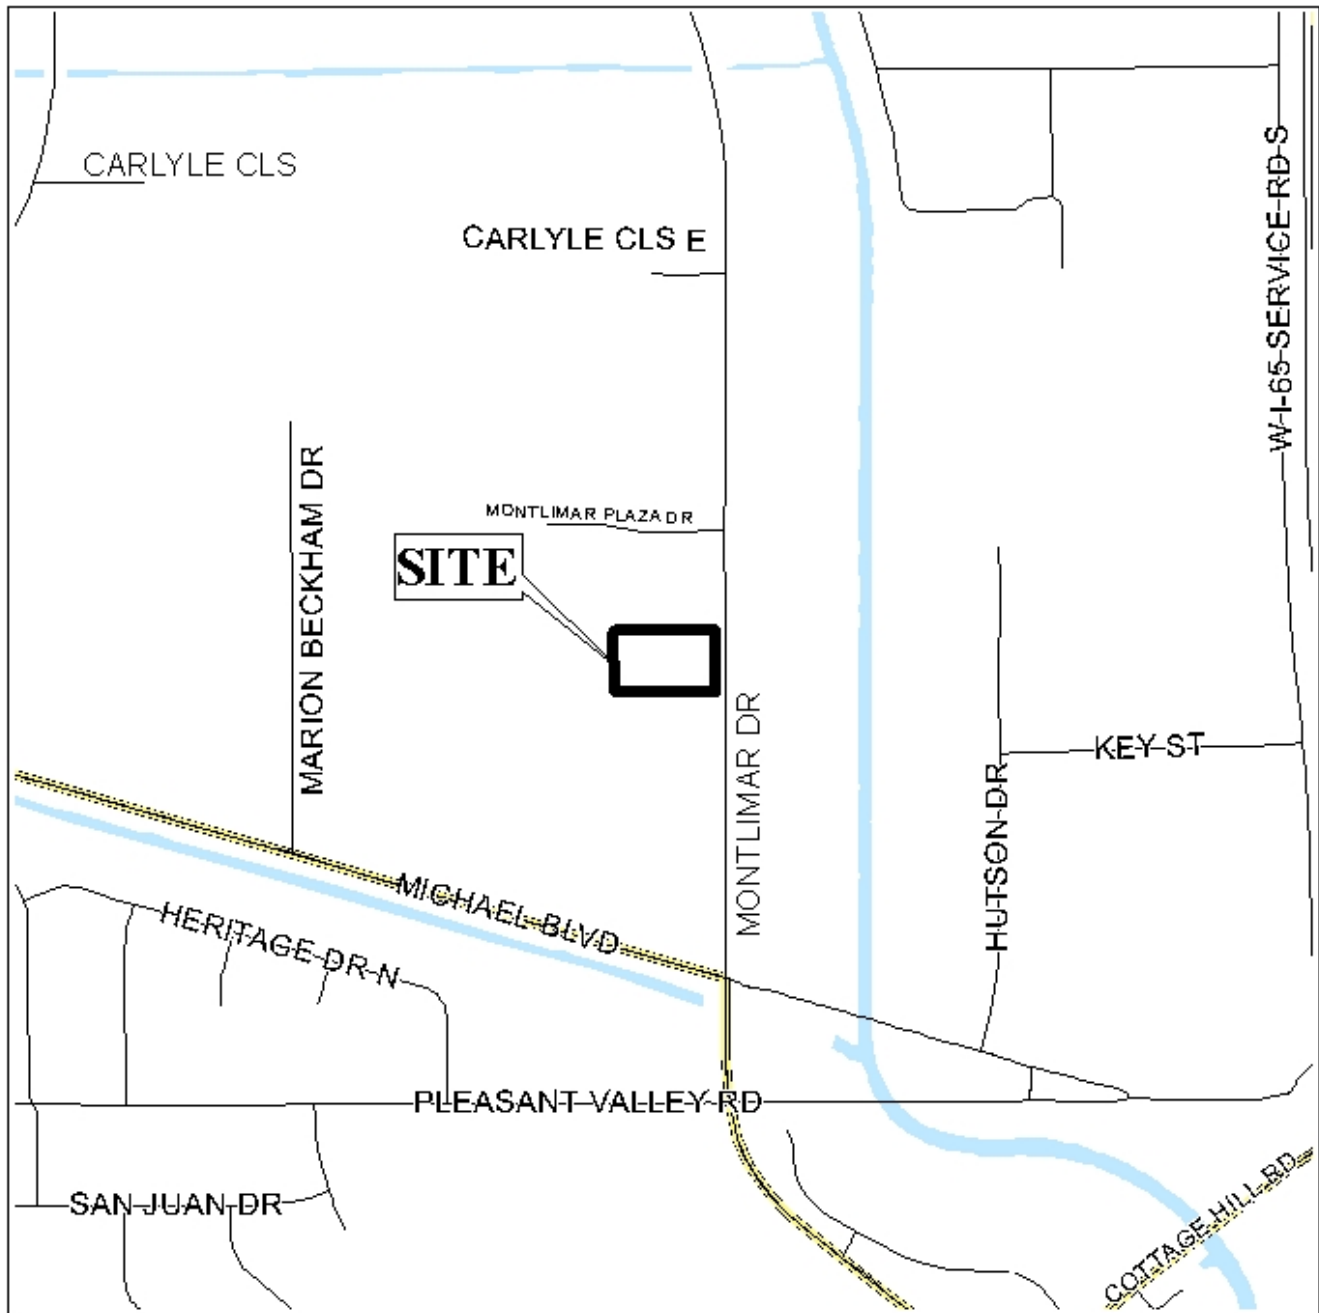 CARLYLE CLS
CARLYLE CLS E
W-I-65-SERVICE-RD-S
MARION BECKHAM DR
MONTLIMAR PLAZA DR
SITE
MONTLIMAR DR
KEY ST
HUTSON DR
MICHAEL BLVD
HERITAGE DR N
PLEASANT VALLEY RD
SAN JUAN DR
COTTAGE HILL RD